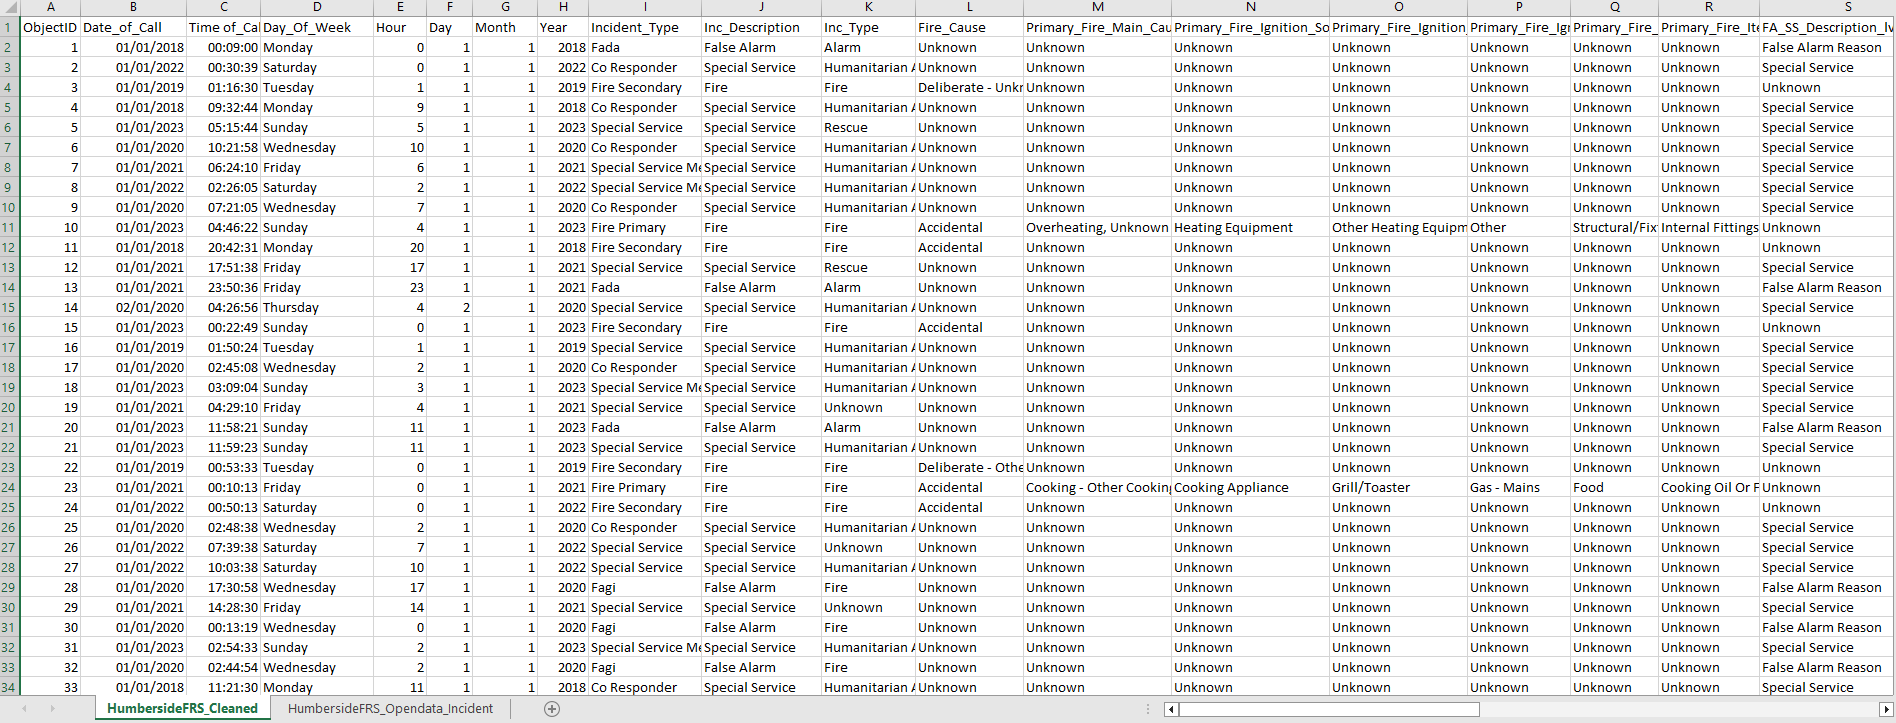 A B C D E F G H I J K L M N O P Q R S
1 ObjectID Date_of_Call Time of_Cal Day_Of_Week Hour Day Month Year Incident_Type Inc_Description Inc_Type Fire_Cause Primary_Fire_Main_Cau Primary_Fire_Ignition_So Primary_Fire_Ignition_ Primary_Fire_Ign Primary_Fire_ Primary_Fire_Ite FA_SS_Description_lv
2 1 01/01/2018 00:09:00 Monday 0 1 1 2018 Fada False Alarm Alarm Unknown Unknown Unknown Unknown Unknown Unknown Unknown False Alarm Reason
3 2 01/01/2022 00:30:39 Saturday 0 1 1 2022 Co Responder Special Service Humanitarian A Unknown Unknown Unknown Unknown Unknown Unknown Unknown Special Service
4 3 01/01/2019 01:16:30 Tuesday 1 1 1 2019 Fire Secondary Fire Fire Deliberate - Unkn Unknown Unknown Unknown Unknown Unknown Unknown Unknown
5 4 01/01/2018 09:32:44 Monday 9 1 1 2018 Co Responder Special Service Humanitarian A Unknown Unknown Unknown Unknown Unknown Unknown Unknown Special Service
6 5 01/01/2023 05:15:44 Sunday 5 1 1 2023 Special Service Special Service Rescue Unknown Unknown Unknown Unknown Unknown Unknown Unknown Special Service
7 6 01/01/2020 10:21:58 Wednesday 10 1 1 2020 Co Responder Special Service Humanitarian A Unknown Unknown Unknown Unknown Unknown Unknown Unknown Special Service
8 7 01/01/2021 06:24:10 Friday 6 1 1 2021 Special Service Me Special Service Humanitarian A Unknown Unknown Unknown Unknown Unknown Unknown Unknown Special Service
9 8 01/01/2022 02:26:05 Saturday 2 1 1 2022 Special Service Me Special Service Humanitarian A Unknown Unknown Unknown Unknown Unknown Unknown Unknown Special Service
10 9 01/01/2020 07:21:05 Wednesday 7 1 1 2020 Co Responder Special Service Humanitarian A Unknown Unknown Unknown Unknown Unknown Unknown Unknown Special Service
11 10 01/01/2023 04:46:22 Sunday 4 1 1 2023 Fire Primary Fire Fire Accidental Overheating, Unknown Heating Equipment Other Heating Equipm Other Structural/Fix Internal Fittings Unknown
12 11 01/01/2018 20:42:31 Monday 20 1 1 2018 Fire Secondary Fire Fire Accidental Unknown Unknown Unknown Unknown Unknown Unknown Unknown
13 12 01/01/2021 17:51:38 Friday 17 1 1 2021 Special Service Special Service Rescue Unknown Unknown Unknown Unknown Unknown Unknown Unknown Special Service
14 13 01/01/2021 23:50:36 Friday 23 1 1 2021 Fada False Alarm Alarm Unknown Unknown Unknown Unknown Unknown Unknown Unknown False Alarm Reason
15 14 02/01/2020 04:26:56 Thursday 4 2 1 2020 Special Service Special Service Humanitarian A Unknown Unknown Unknown Unknown Unknown Unknown Unknown Special Service
16 15 01/01/2023 00:22:49 Sunday 0 1 1 2023 Fire Secondary Fire Fire Accidental Unknown Unknown Unknown Unknown Unknown Unknown Unknown
17 16 01/01/2019 01:50:24 Tuesday 1 1 1 2019 Special Service Special Service Humanitarian A Unknown Unknown Unknown Unknown Unknown Unknown Unknown Special Service
18 17 01/01/2020 02:45:08 Wednesday 2 1 1 2020 Co Responder Special Service Humanitarian A Unknown Unknown Unknown Unknown Unknown Unknown Unknown Special Service
19 18 01/01/2023 03:09:04 Sunday 3 1 1 2023 Special Service Me Special Service Humanitarian A Unknown Unknown Unknown Unknown Unknown Unknown Unknown Special Service
20 19 01/01/2021 04:29:10 Friday 4 1 1 2021 Special Service Special Service Unknown Unknown Unknown Unknown Unknown Unknown Unknown Unknown Special Service
21 20 01/01/2023 11:58:21 Sunday 11 1 1 2023 Fada False Alarm Alarm Unknown Unknown Unknown Unknown Unknown Unknown Unknown False Alarm Reason
22 21 01/01/2023 11:59:23 Sunday 11 1 1 2023 Special Service Special Service Humanitarian A Unknown Unknown Unknown Unknown Unknown Unknown Unknown Special Service
23 22 01/01/2019 00:53:33 Tuesday 0 1 1 2019 Fire Secondary Fire Fire Deliberate - Othe Unknown Unknown Unknown Unknown Unknown Unknown Unknown
24 23 01/01/2021 00:10:13 Friday 0 1 1 2021 Fire Primary Fire Fire Accidental Cooking - Other Cooking Cooking Appliance Grill/Toaster Gas - Mains Food Cooking Oil Or F Unknown
25 24 01/01/2022 00:50:13 Saturday 0 1 1 2022 Fire Secondary Fire Fire Accidental Unknown Unknown Unknown Unknown Unknown Unknown Unknown
26 25 01/01/2020 02:48:38 Wednesday 2 1 1 2020 Co Responder Special Service Humanitarian A Unknown Unknown Unknown Unknown Unknown Unknown Unknown Special Service
27 26 01/01/2022 07:39:38 Saturday 7 1 1 2022 Special Service Special Service Unknown Unknown Unknown Unknown Unknown Unknown Unknown Unknown Special Service
28 27 01/01/2022 10:03:38 Saturday 10 1 1 2022 Special Service Special Service Humanitarian A Unknown Unknown Unknown Unknown Unknown Unknown Unknown Special Service
29 28 01/01/2020 17:30:58 Wednesday 17 1 1 2020 Fagi False Alarm Fire Unknown Unknown Unknown Unknown Unknown Unknown Unknown False Alarm Reason
30 29 01/01/2021 14:28:30 Friday 14 1 1 2021 Special Service Special Service Unknown Unknown Unknown Unknown Unknown Unknown Unknown Unknown Special Service
31 30 01/01/2020 00:13:19 Wednesday 0 1 1 2020 Fagi False Alarm Fire Unknown Unknown Unknown Unknown Unknown Unknown Unknown False Alarm Reason
32 31 01/01/2023 02:54:33 Sunday 2 1 1 2023 Special Service Me Special Service Humanitarian A Unknown Unknown Unknown Unknown Unknown Unknown Unknown Special Service
33 32 01/01/2020 02:44:54 Wednesday 2 1 1 2020 Fagi False Alarm Fire Unknown Unknown Unknown Unknown Unknown Unknown Unknown False Alarm Reason
34 33 01/01/2018 11:21:30 Monday 11 1 1 2018 Co Responder Special Service Humanitarian A Unknown Unknown Unknown Unknown Unknown Unknown Unknown Special Service
HumbersideFRS_Cleaned HumbersideFRS_Opendata_Incident